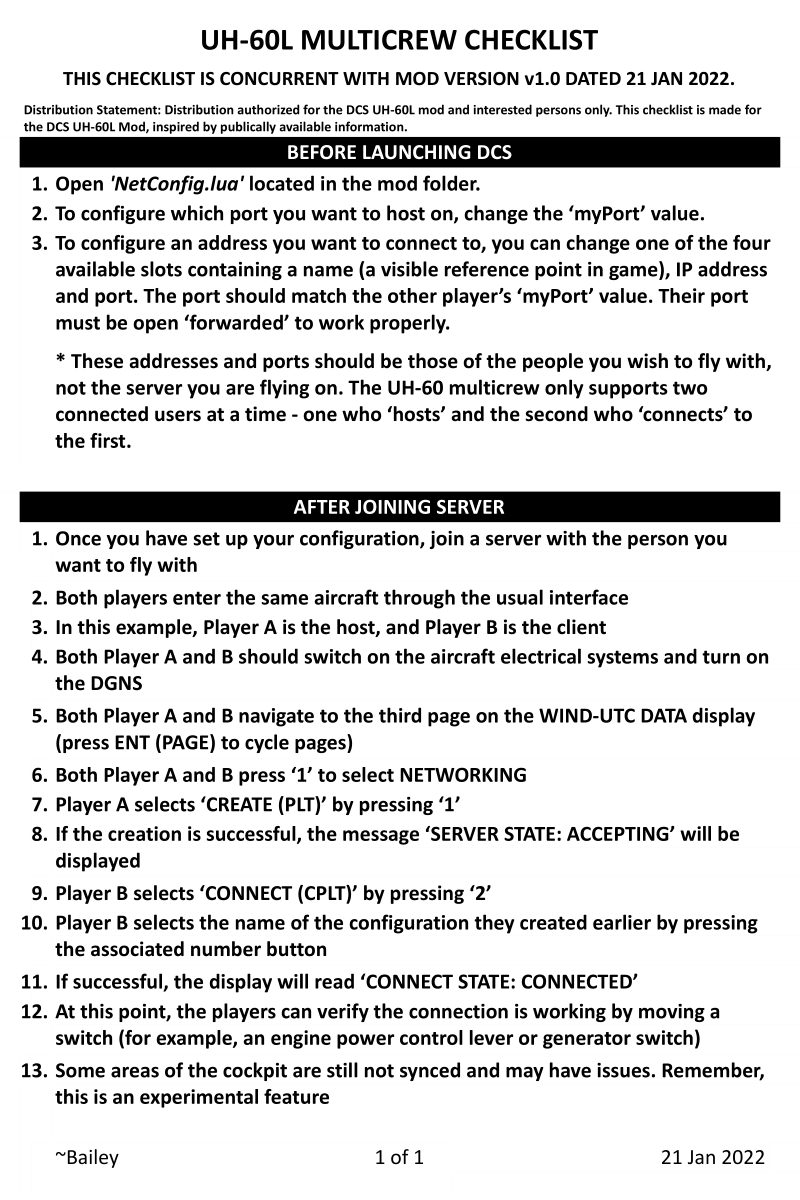 UH-60L MULTICREW CHECKLIST
THIS CHECKLIST IS CONCURRENT WITH MOD VERSION v1.0 DATED 21 JAN 2022.
Distribution Statement: Distribution authorized for the DCS UH-60L mod and interested persons only. This checklist is made for
the DCS UH-60L Mod, inspired by publically available information.
BEFORE LAUNCHING DCS
1. Open 'NetConfig.lua' located in the mod folder.
2. To configure which port you want to host on, change the ‘myPort’ value.
3. To configure an address you want to connect to, you can change one of the four
available slots containing a name (a visible reference point in game), IP address
and port. The port should match the other player’s ‘myPort’ value. Their port
must be open ‘forwarded’ to work properly.
* These addresses and ports should be those of the people you wish to fly with,
not the server you are flying on. The UH-60 multicrew only supports two
connected users at a time - one who ‘hosts’ and the second who ‘connects’ to
the first.
AFTER JOINING SERVER
1. Once you have set up your configuration, join a server with the person you
want to fly with
2. Both players enter the same aircraft through the usual interface
3. In this example, Player A is the host, and Player B is the client
4. Both Player A and B should switch on the aircraft electrical systems and turn on
the DGNS
5. Both Player A and B navigate to the third page on the WIND-UTC DATA display
(press ENT (PAGE) to cycle pages)
6. Both Player A and B press ‘1’ to select NETWORKING
7. Player A selects ‘CREATE (PLT)’ by pressing ‘1’
8. If the creation is successful, the message ‘SERVER STATE: ACCEPTING’ will be
displayed
9. Player B selects ‘CONNECT (CPLT)’ by pressing ‘2’
10. Player B selects the name of the configuration they created earlier by pressing
the associated number button
11. If successful, the display will read ‘CONNECT STATE: CONNECTED’
12. At this point, the players can verify the connection is working by moving a
switch (for example, an engine power control lever or generator switch)
13. Some areas of the cockpit are still not synced and may have issues. Remember,
this is an experimental feature
~Bailey 1 of 1 21 Jan 2022